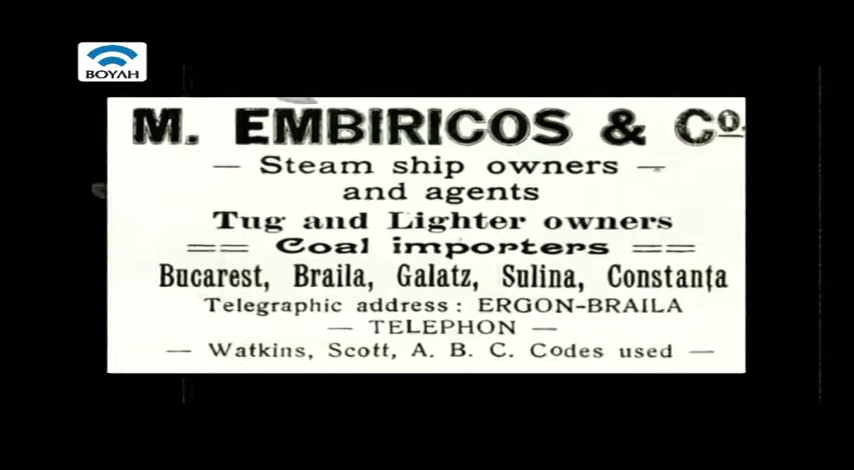 ΒΟΥΛΗ
M. EMBIRICOS & Co.
— Steam ship owners —
and agents
Tug and Lighter owners
== Coal importers ==
Bucarest, Braila, Galatz, Sulina, Constanța
Telegraphic address : ERGON-BRAILA
— TELEPHON —
— Watkins, Scott, A. B. C. Codes used —